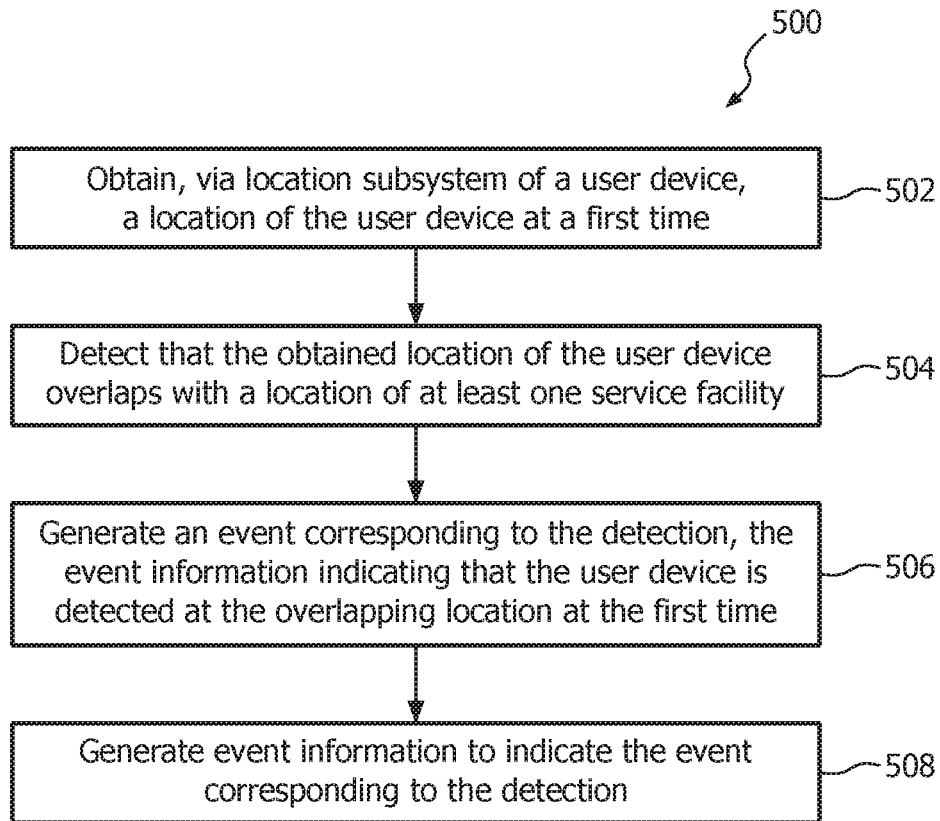 500
Obtain, via location subsystem of a user device,
a location of the user device at a first time
502
Detect that the obtained location of the user device
overlaps with a location of at least one service facility
504
Generate an event corresponding to the detection, the
event information indicating that the user device is
detected at the overlapping location at the first time
506
Generate event information to indicate the event
corresponding to the detection
508